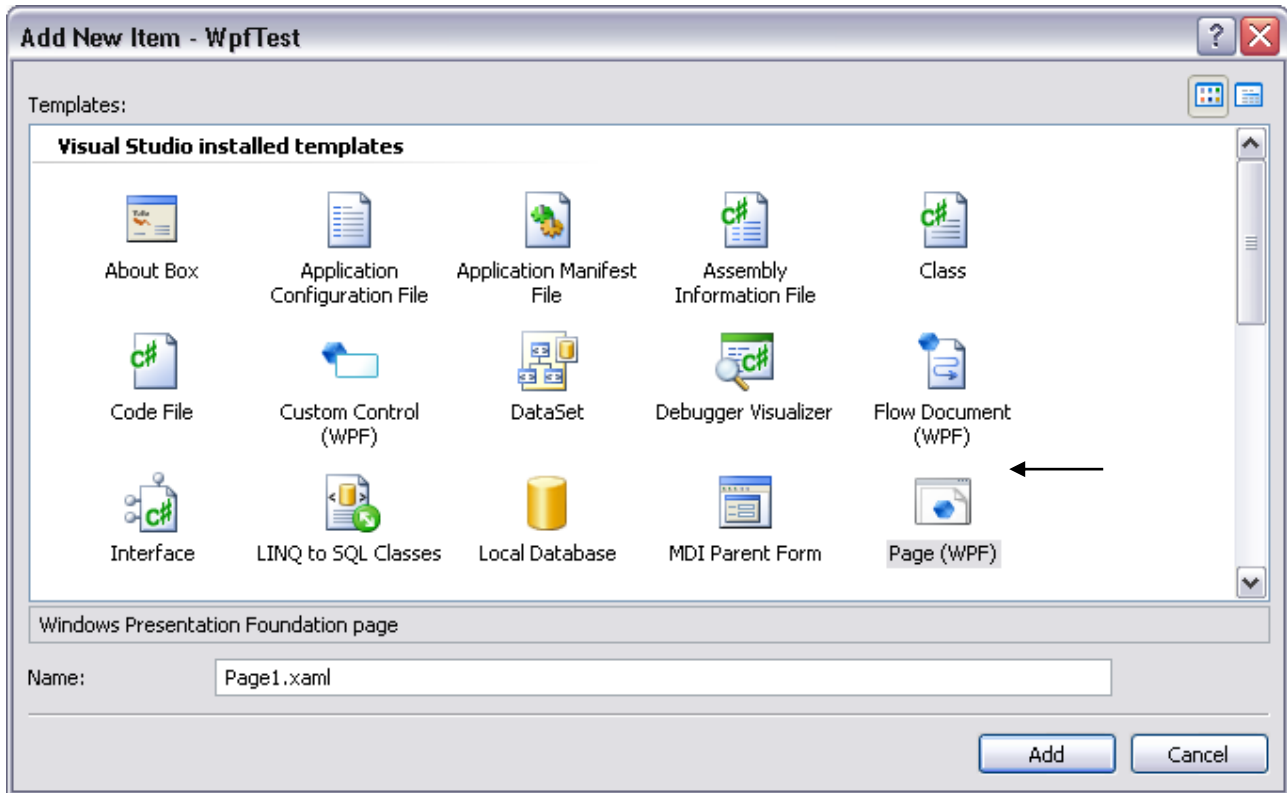 Add New Item - WpfTest
Templates:
Visual Studio installed templates
About Box
Application
Configuration File
Application Manifest
File
Assembly
Information File
Class
Code File
Custom Control
(WPF)
DataSet
Debugger Visualizer
Flow Document
(WPF)
Interface
LINQ to SQL Classes
Local Database
MDI Parent Form
Page (WPF)
Windows Presentation Foundation page
Name:
Page1.xaml
Add
Cancel